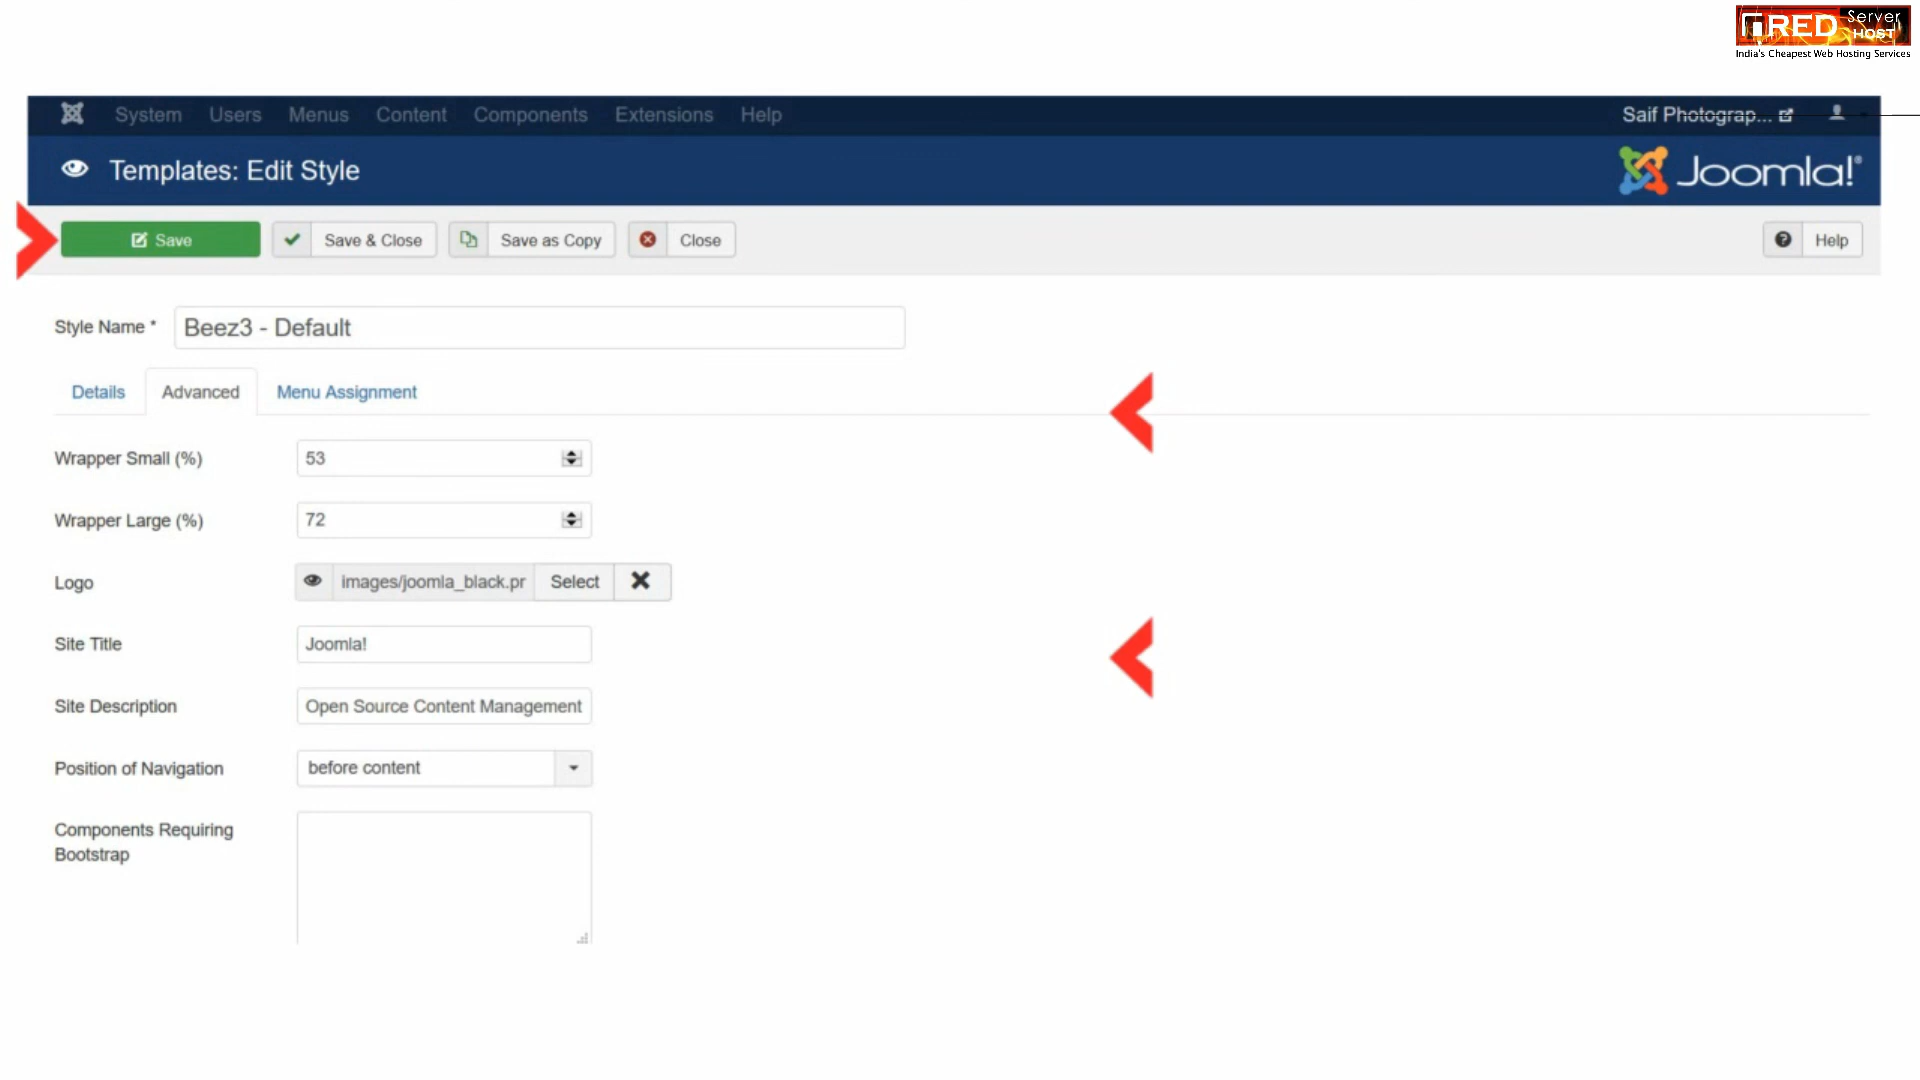 RED Server
HOST
India's Cheapest Web Hosting Services
System Users Menus Content Components Extensions Help Saif Photograp...
Templates: Edit Style Joomla!®
Save Save & Close Save as Copy Close Help
Style Name * Beez3 - Default
Details Advanced Menu Assignment
Wrapper Small (%) 53
Wrapper Large (%) 72
Logo images/joomla_black.pr Select
Site Title Joomla!
Site Description Open Source Content Management
Position of Navigation before content
Components Requiring
Bootstrap